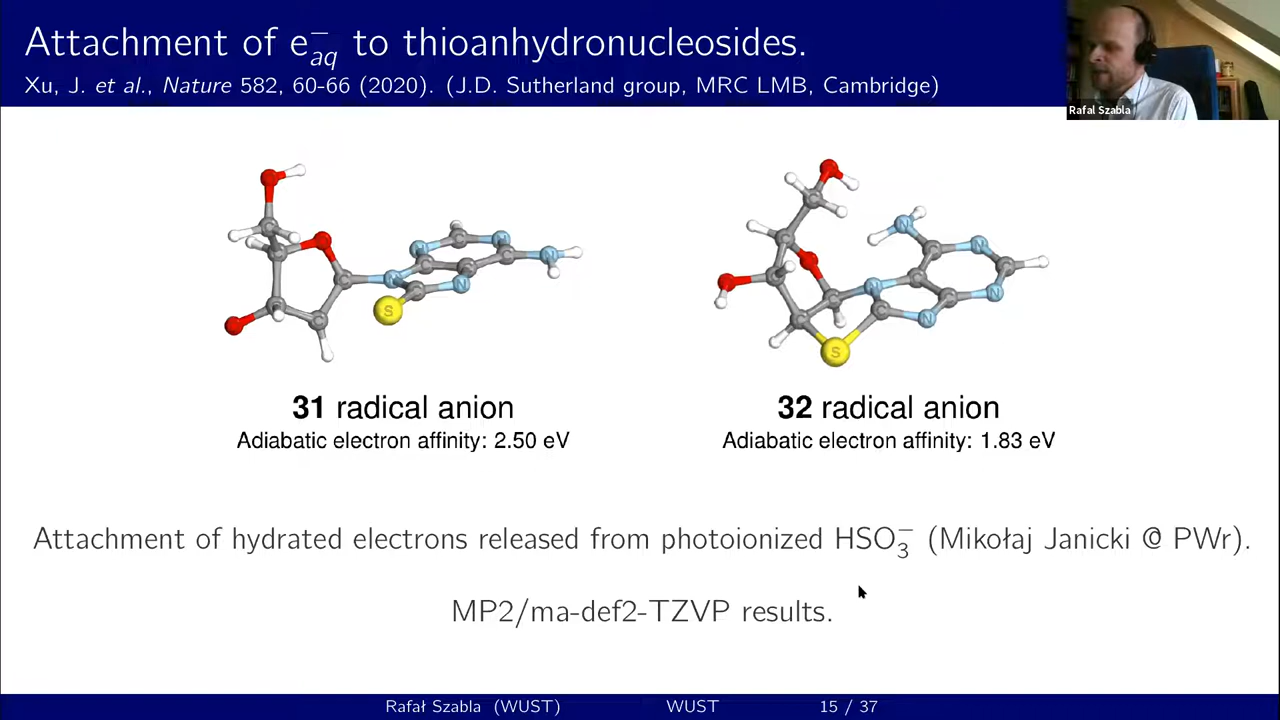 Attachment of e⁻aq to thioanhydronucleosides.
Xu, J. et al., Nature 582, 60-66 (2020). (J.D. Sutherland group, MRC LMB, Cambridge)
Rafal Szabla
N N N N N S
N N N N N S
31 radical anion
Adiabatic electron affinity: 2.50 eV
32 radical anion
Adiabatic electron affinity: 1.83 eV
Attachment of hydrated electrons released from photoionized HSO₃⁻ (Mikołaj Janicki @ PWr).
MP2/ma-def2-TZVP results.
Rafał Szabla (WUST) WUST 15 / 37